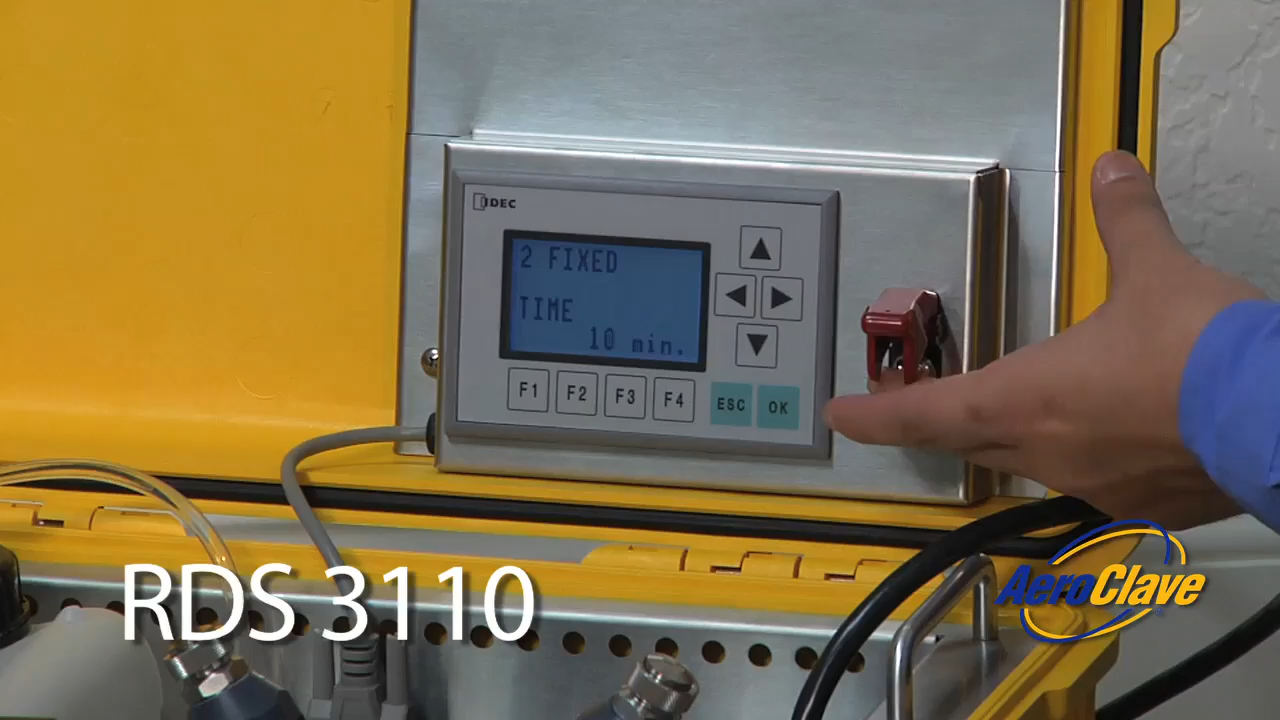 IDEC
2 FIXED
TIME
10 min.
F1 F2 F3 F4 ESC OK
RDS 3110
AeroClave